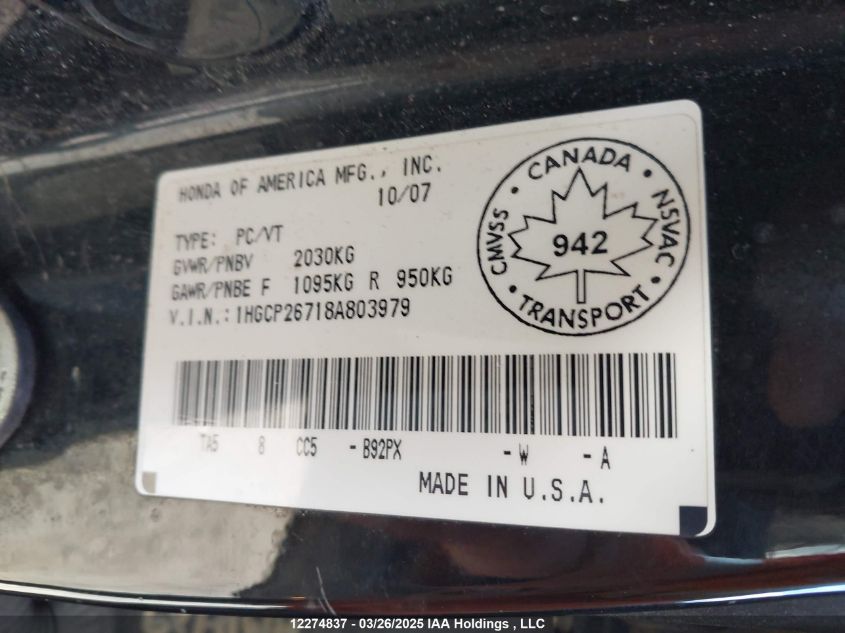 HONDA OF AMERICA MFG., INC.
10/07
TYPE: PC/VT
GVWR/PNBV 2030KG
GAWR/PNBE F 1095KG R 950KG
V.I.N.:1HGCP26718A803979
CANADA
CMVSS • NSVAC
942
• TRANSPORT •
TA5 8 CC5 -B92PX -W -A
MADE IN U.S.A.
12274837 - 03/26/2025 IAA Holdings, LLC